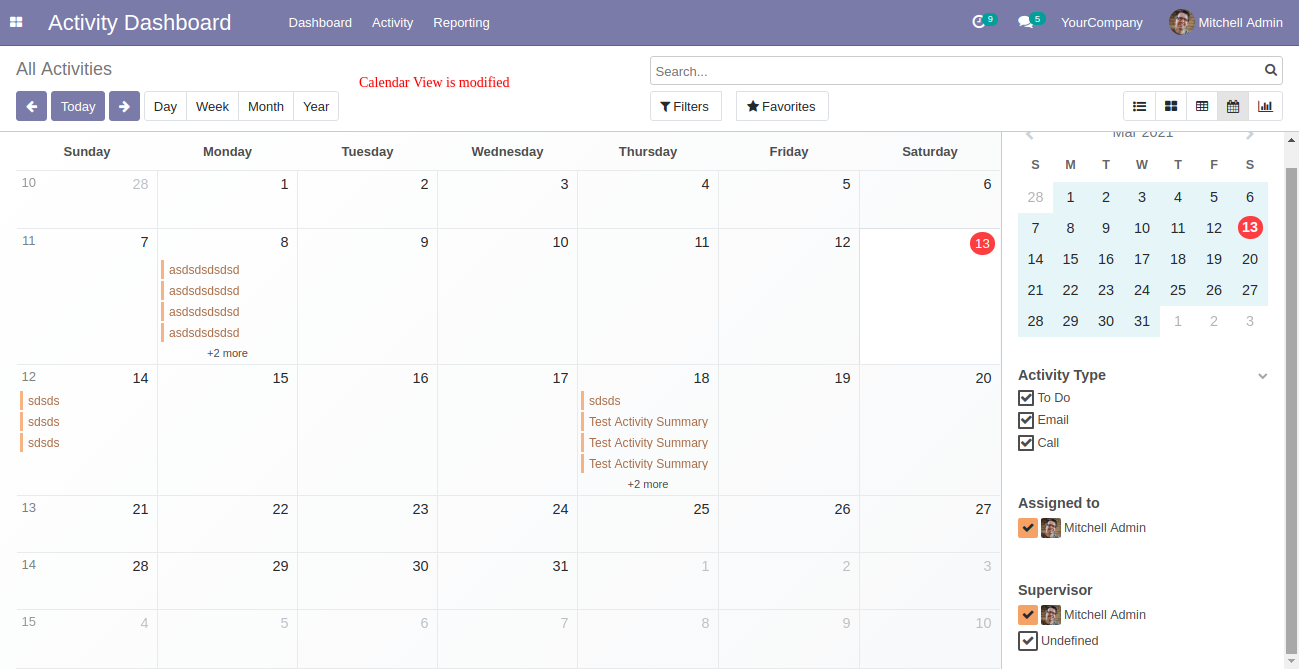 Activity Dashboard Dashboard Activity Reporting 9 5 YourCompany Mitchell Admin
All Activities
Calendar View is modified
Search...
Today Day Week Month Year Filters Favorites
Sunday Monday Tuesday Wednesday Thursday Friday Saturday
10 28 1 2 3 4 5 6
11 7 8 9 10 11 12 13
asdsdsdsdsd
asdsdsdsdsd
asdsdsdsdsd
asdsdsdsdsd
+2 more
12 14 15 16 17 18 19 20
sdsds sdsds
sdsds Test Activity Summary
sdsds Test Activity Summary
Test Activity Summary
+2 more
13 21 22 23 24 25 26 27
14 28 29 30 31 1 2 3
15 4 5 6 7 8 9 10
Mar 2021
S M T W T F S
28 1 2 3 4 5 6
7 8 9 10 11 12 13
14 15 16 17 18 19 20
21 22 23 24 25 26 27
28 29 30 31 1 2 3
Activity Type
To Do
Email
Call
Assigned to
Mitchell Admin
Supervisor
Mitchell Admin
Undefined